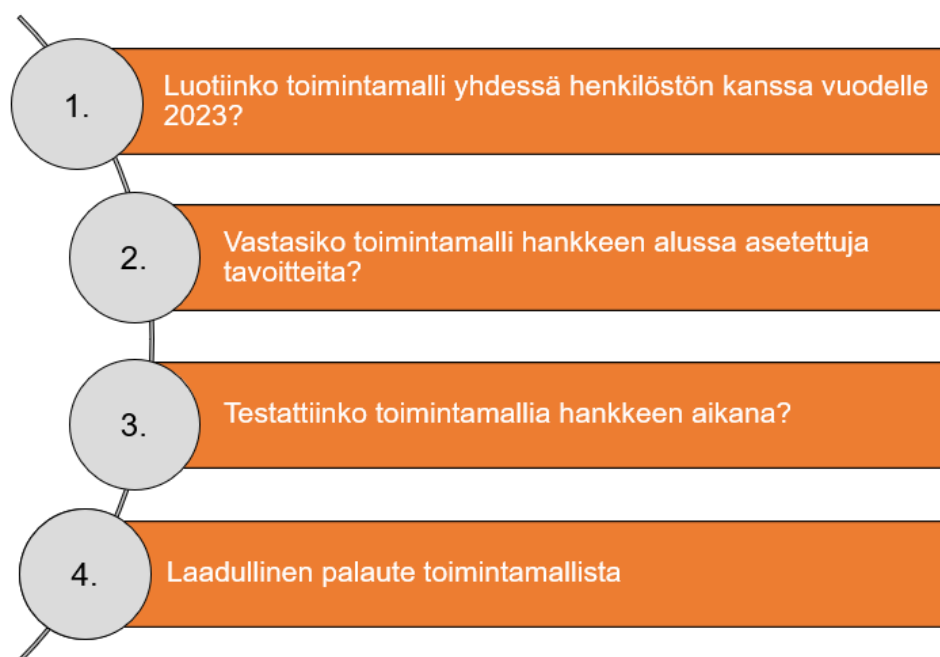 1.
Luotiinko toimintamalli yhdessä henkilöstön kanssa vuodelle
2023?
2.
Vastasiko toimintamalli hankkeen alussa asetettuja
tavoitteita?
3.
Testattiinko toimintamallia hankkeen aikana?
4.
Laadullinen palaute toimintamallista